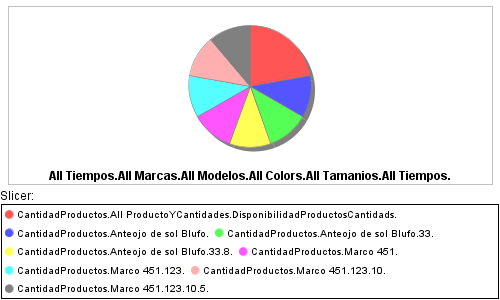 All Tiempos.All Marcas.All Modelos.All Colors.All Tamanios.All Tiempos.
Slicer:
CantidadProductos.All ProductoYCantidades.DisponibilidadProductosCantidads.
CantidadProductos.Anteojo de sol Blufo. CantidadProductos.Anteojo de sol Blufo.33.
CantidadProductos.Anteojo de sol Blufo.33.8. CantidadProductos.Marco 451.
CantidadProductos.Marco 451.123. CantidadProductos.Marco 451.123.10.
CantidadProductos.Marco 451.123.10.5.